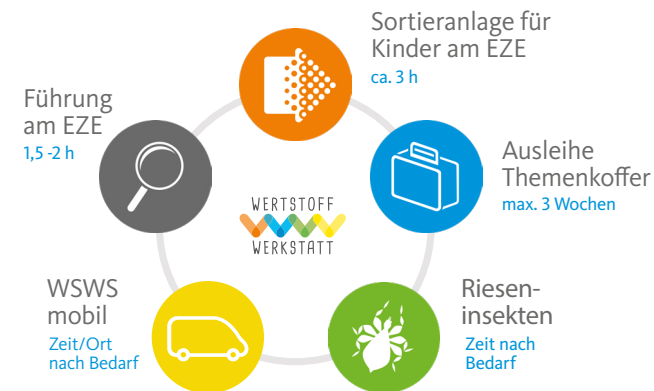 Sortieranlage für
Kinder am EZE
ca. 3 h
Führung
am EZE
1,5 -2 h
Ausleihe
Themenkoffer
max. 3 Wochen
WERTSTOFF
WERKSTATT
WSWS
mobil
Zeit/Ort
nach Bedarf
Riesen-
insekten
Zeit nach
Bedarf